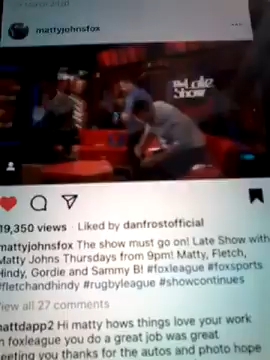 mattyjohnsfox
The Late
Show
19,350 views · Liked by danfrostofficial
mattyjohnsfox The show must go on! Late Show with
Matty Johns Thursdays from 9pm! Matty, Fletch,
Hindy, Gordie and Sammy B! #foxleague #foxsports
#fletchandhindy #rugbyleague #showcontinues
View all 27 comments
mattdapp2 Hi matty hows things love your work
n foxleague you do a great job was great
eeting you thanks for the autos and photo hope